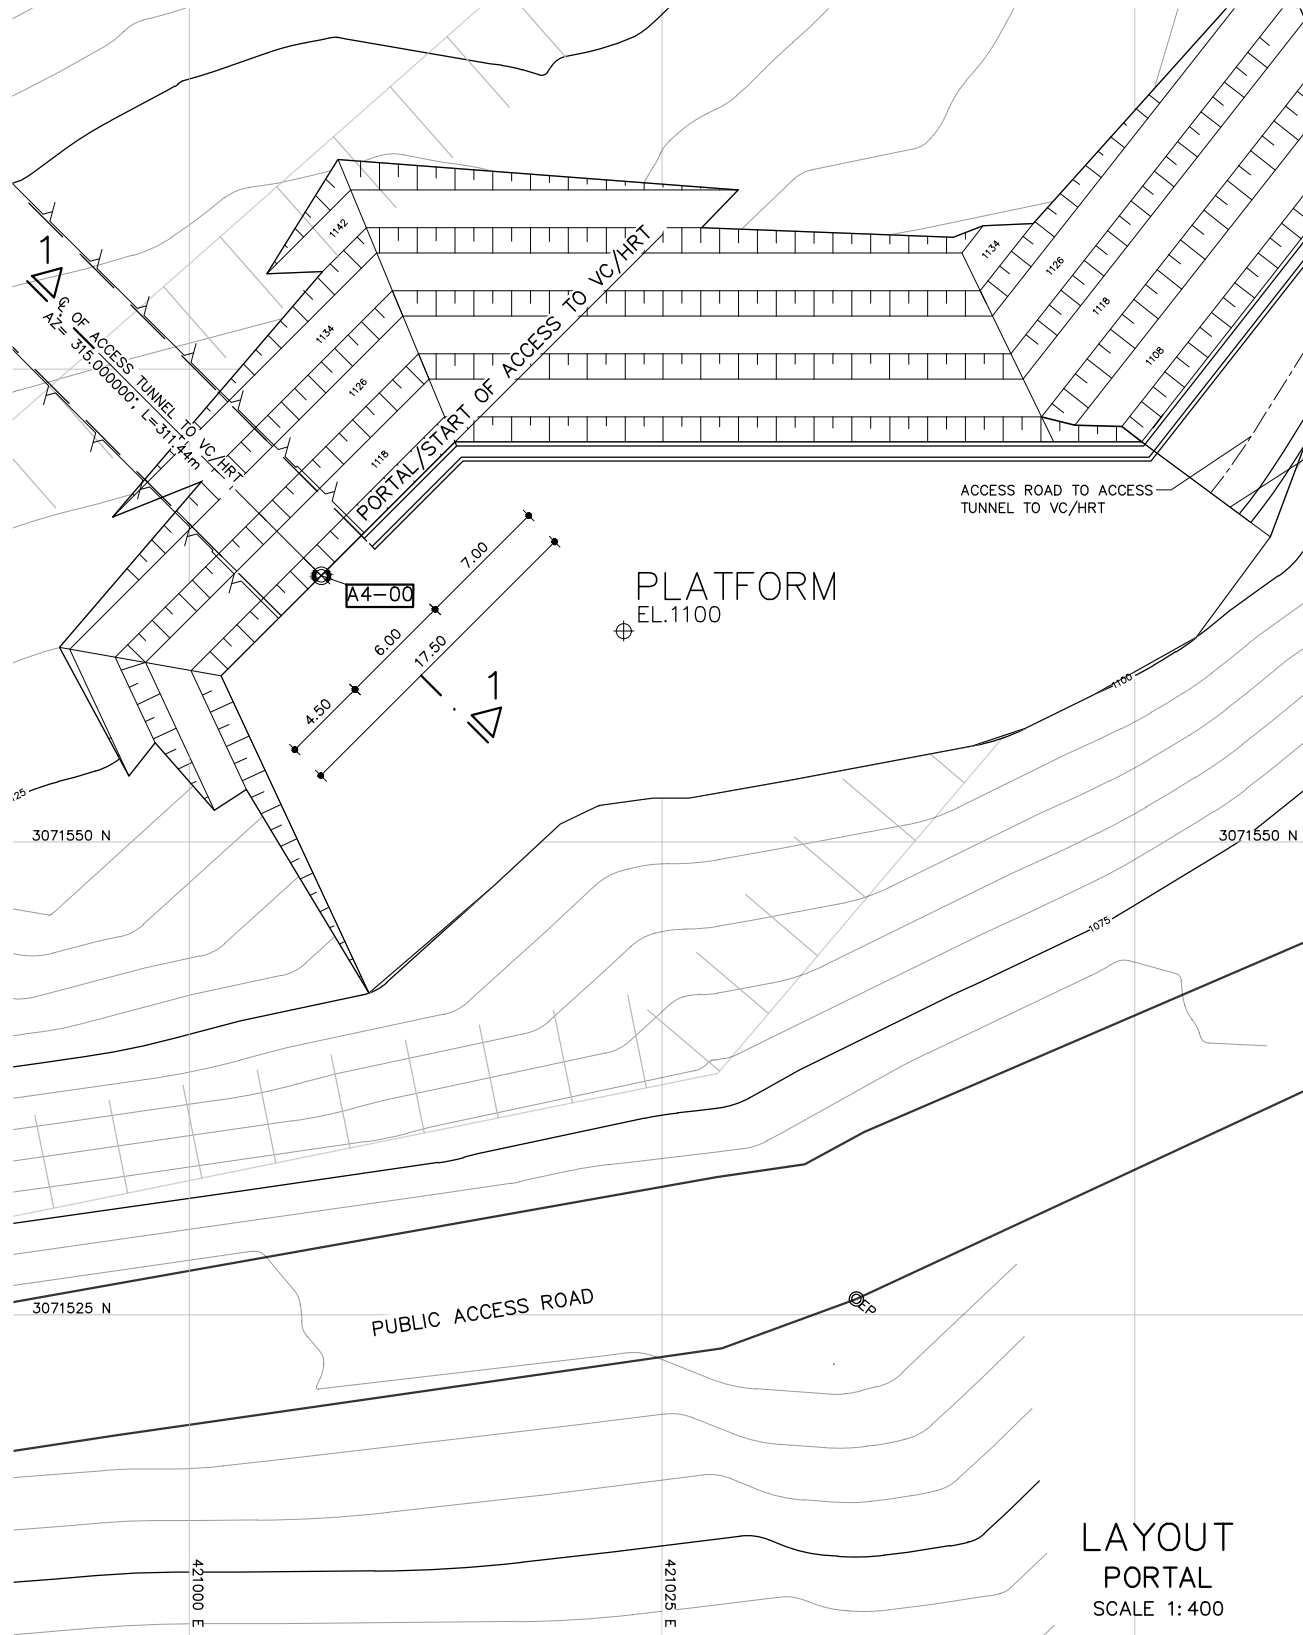 1142
1134
1126
1118
1134
1126
1118
1108
1
℄ OF ACCESS TUNNEL TO VC/HRT
AZ= 315.000000°, L=311.44m
PORTAL/START OF ACCESS TO VC/HRT
ACCESS ROAD TO ACCESS
TUNNEL TO VC/HRT
A4-00
PLATFORM
EL.1100
7.00
6.00
17.50
4.50
1
1100
25
3071550 N
3071550 N
1075
3071525 N
PUBLIC ACCESS ROAD
EP
421000 E
421025 E
LAYOUT
PORTAL
SCALE 1:400